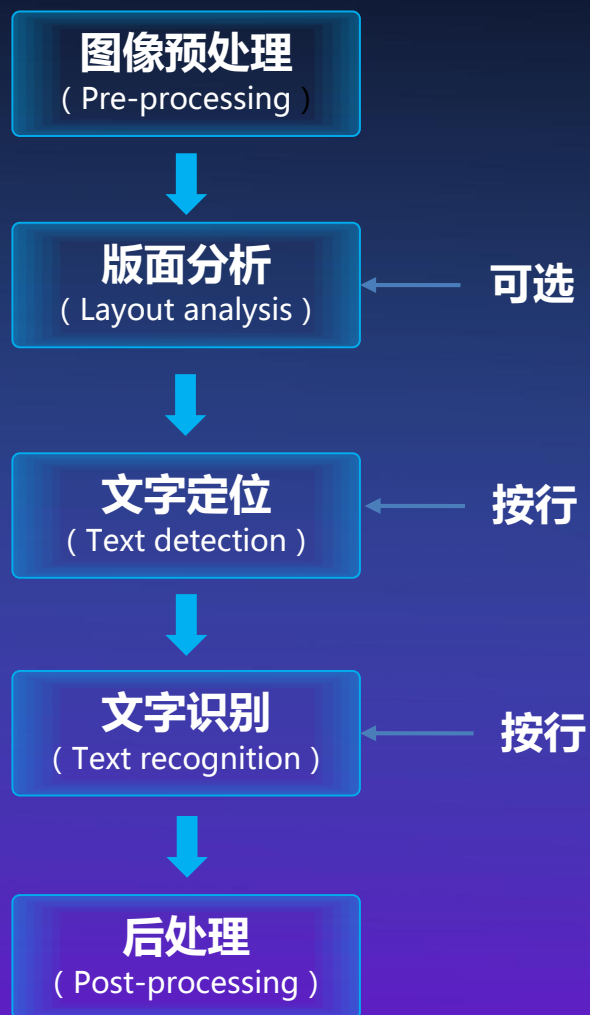 图像预处理
（Pre-processing）
版面分析
（Layout analysis）
可选
文字定位
（Text detection）
按行
文字识别
（Text recognition）
按行
后处理
（Post-processing）